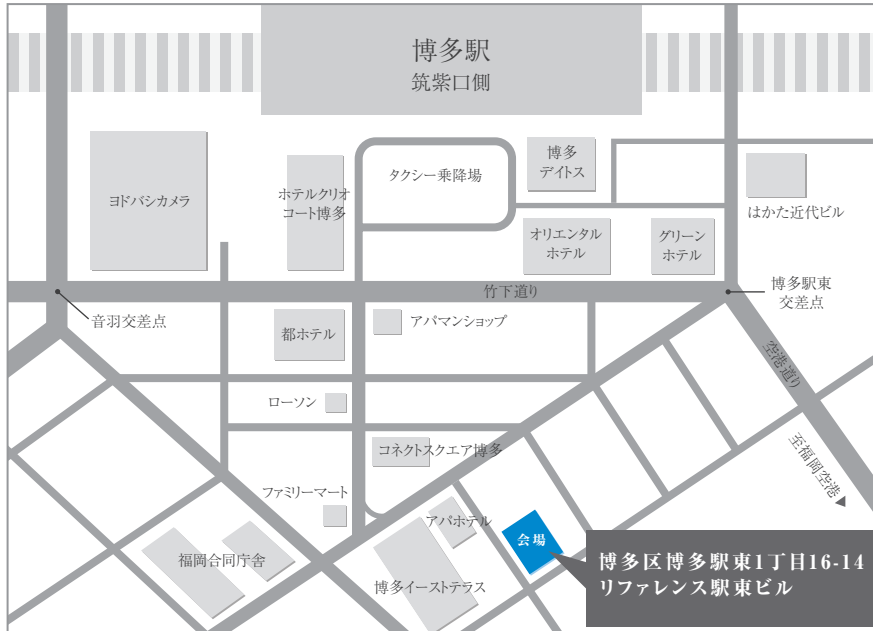 博多駅
筑紫口側
ヨドバシカメラ
ホテルクリオ
コート博多
タクシー乗降場
博多
デイトス
はかた近代ビル
オリエンタル
ホテル
グリーン
ホテル
竹下道り
博多駅東
交差点
音羽交差点
都ホテル
アパマンショップ
空港道り
ローソン
コネクトスクエア博多
至福岡空港
ファミリーマート
アパホテル
会場
福岡合同庁舎
博多イーストテラス
博多区博多駅東1丁目16-14
リファレンス駅東ビル